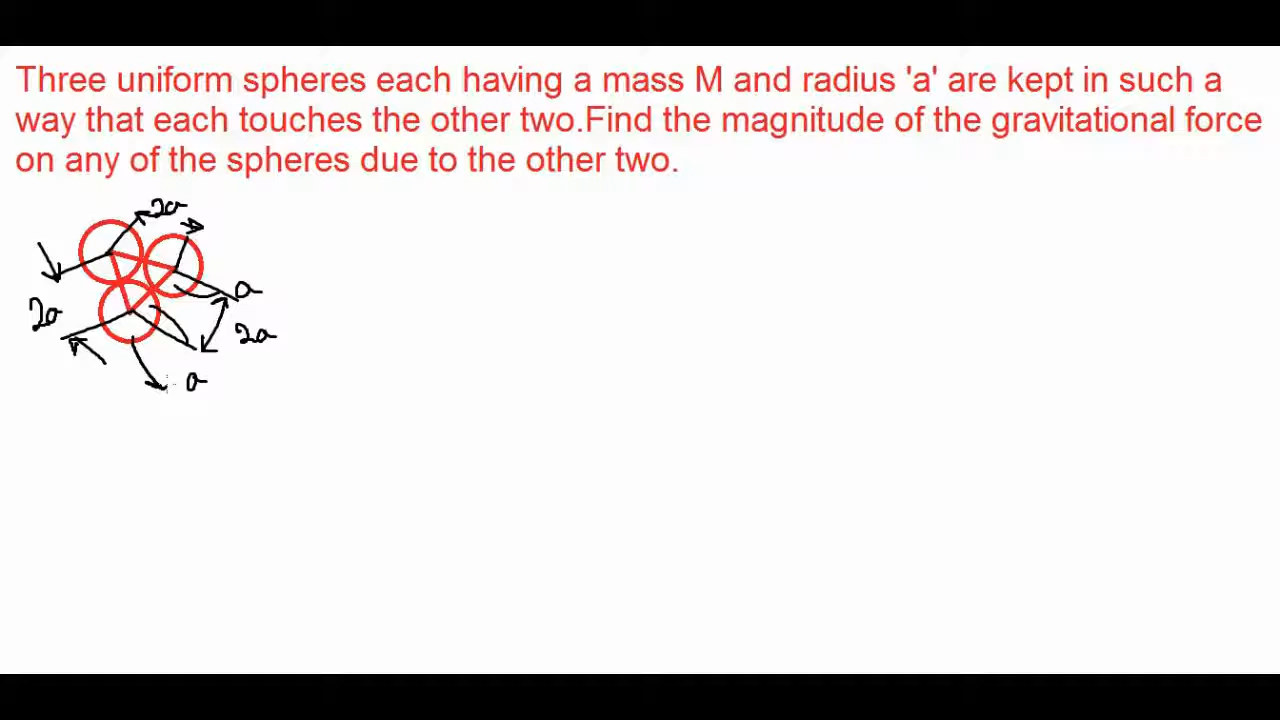 Three uniform spheres each having a mass M and radius 'a' are kept in such a
way that each touches the other two.Find the magnitude of the gravitational force
on any of the spheres due to the other two.
2a
a
2a
2a
a